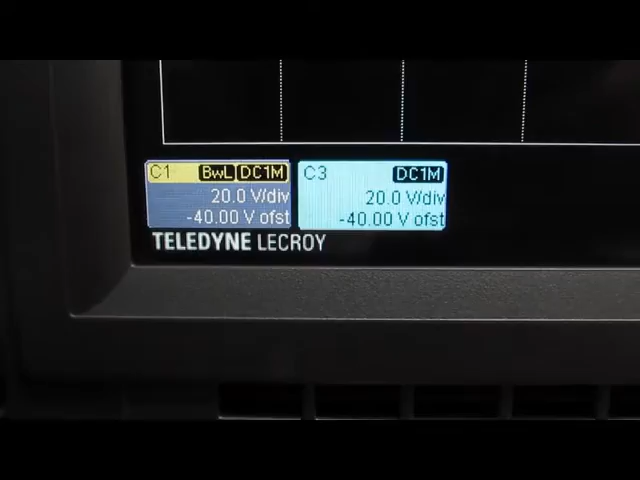 C1 BwL DC1M
20.0 V/div
-40.00 V ofst
C3 DC1M
20.0 V/div
-40.00 V ofst
TELEDYNE LECROY